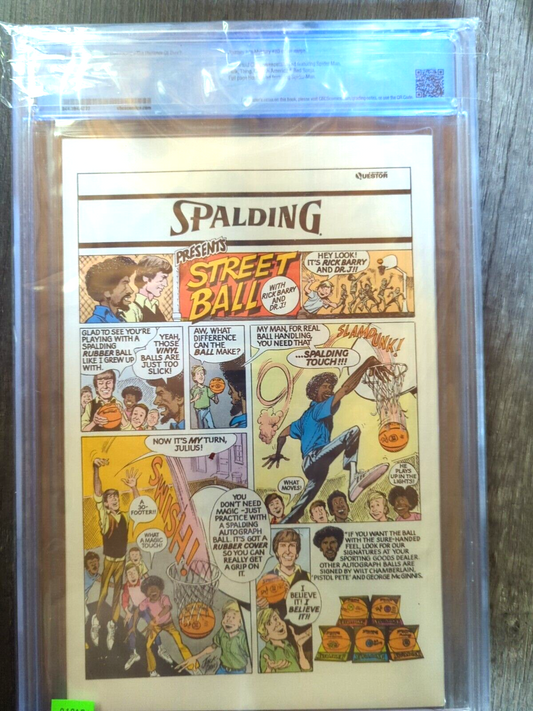 QUESTOR
SPALDING
PRESENTS
STREET
BALL
WITH
RICK BARRY
AND
DR.J!
HEY LOOK!
IT'S RICK BARRY
AND DR.J!!
GLAD TO SEE YOU'RE
PLAYING WITH A
SPALDING
RUBBER BALL
LIKE I GREW UP
WITH.
YEAH,
THOSE
VINYL
BALLS ARE
JUST TOO
SLICK!
AW, WHAT
DIFFERENCE
CAN THE
BALL MAKE?
MY MAN, FOR REAL
BALL HANDLING,
YOU NEED THAT
...SPALDING
TOUCH!!!
SLAM DUNK!
WHAT
MOVES!
HE
PLAYS
UP IN THE
LIGHTS!
NOW IT'S MY TURN,
JULIUS!
A
30-
FOOTER!!
WHAT
A MAGIC
TOUCH!
SWISH!!
YOU
DON'T NEED
MAGIC-JUST
PRACTICE WITH
A SPALDING
AUTOGRAPH
BALL. IT'S GOT A
RUBBER COVER
SO YOU CAN
REALLY GET
A GRIP ON
IT.
I
BELIEVE
IT! I
BELIEVE
IT!!
"IF YOU WANT THE BALL
WITH THE SURE-HANDED
FEEL, LOOK FOR OUR
SIGNATURES AT YOUR
SPORTING GOODS DEALER.
OTHER AUTOGRAPH BALLS ARE
SIGNED BY WILT CHAMBERLAIN,
"PISTOL PETE" AND GEORGE McGINNIS.